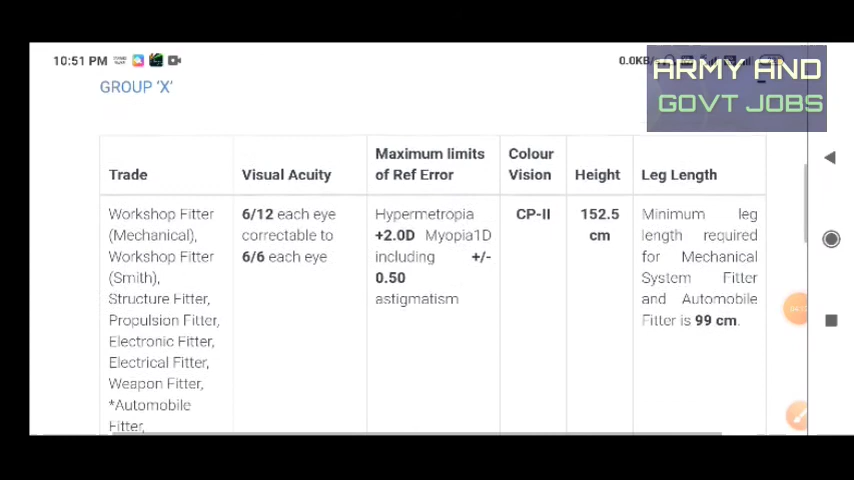 10:51 PM
0.0KB/
ARMY AND
GOVT JOBS
GROUP 'X'
Trade
Visual Acuity
Maximum limits
of Ref Error
Colour
Vision
Height
Leg Length
Workshop Fitter
(Mechanical),
Workshop Fitter
(Smith),
Structure Fitter,
Propulsion Fitter,
Electronic Fitter,
Electrical Fitter,
Weapon Fitter,
*Automobile
Fitter,
6/12 each eye
correctable to
6/6 each eye
Hypermetropia
+2.0D Myopia1D
including +/-
0.50
astigmatism
CP-II
152.5
cm
Minimum leg
length required
for Mechanical
System Fitter
and Automobile
Fitter is 99 cm.